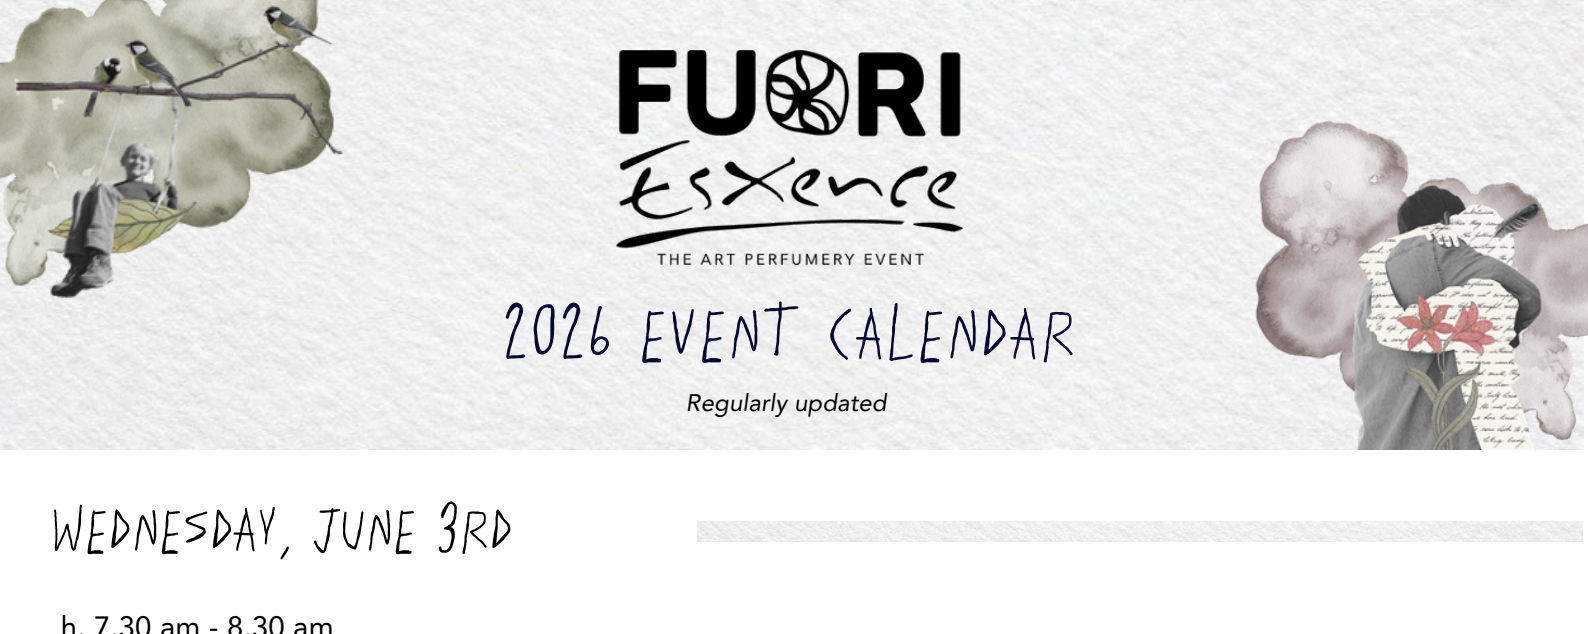 FUORI
Esxence
THE ART PERFUMERY EVENT
2026 EVENT CALENDAR
Regularly updated
WEDNESDAY, JUNE 3RD
h. 7.30 am - 8.30 am